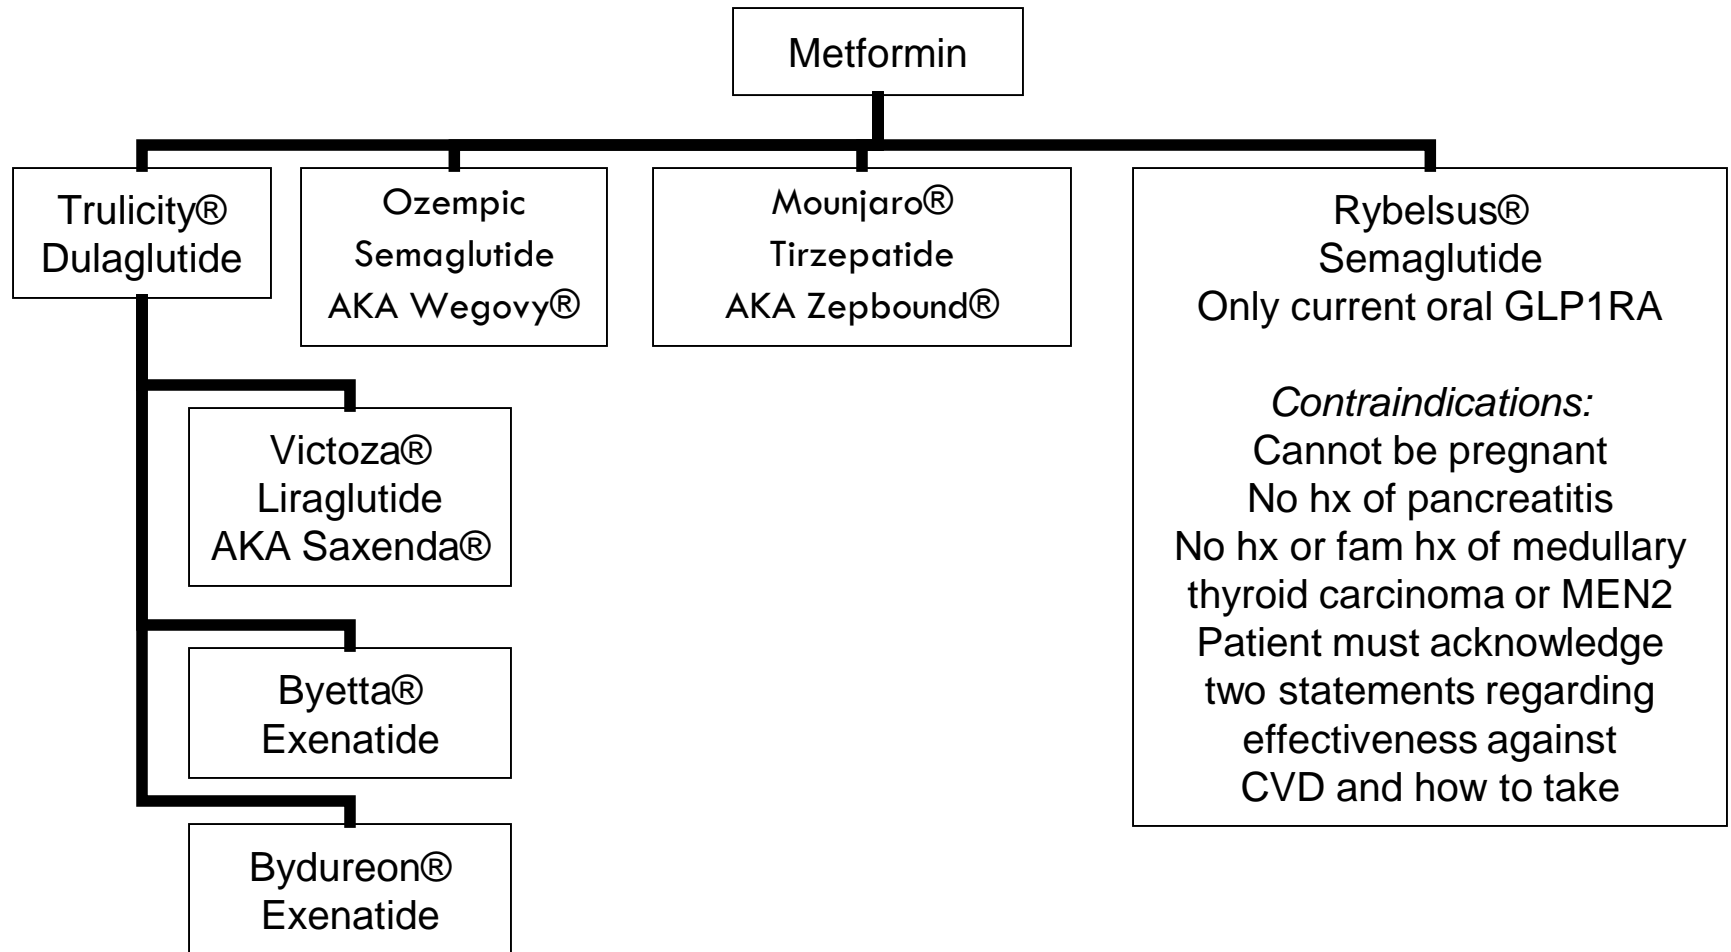 Metformin
Trulicity®
Dulaglutide
Ozempic
Semaglutide
AKA Wegovy®
Mounjaro®
Tirzepatide
AKA Zepbound®
Rybelsus®
Semaglutide
Only current oral GLP1RA
Contraindications:
Cannot be pregnant
No hx of pancreatitis
No hx or fam hx of medullary
thyroid carcinoma or MEN2
Patient must acknowledge
two statements regarding
effectiveness against
CVD and how to take
Victoza®
Liraglutide
AKA Saxenda®
Byetta®
Exenatide
Bydureon®
Exenatide